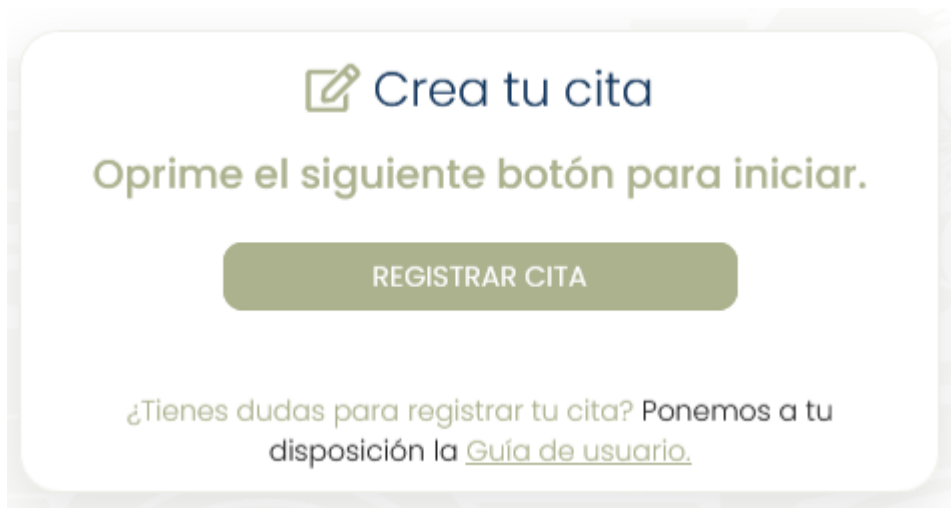 Crea tu cita
Oprime el siguiente botón para iniciar.
REGISTRAR CITA
¿Tienes dudas para registrar tu cita? Ponemos a tu
disposición la Guía de usuario.